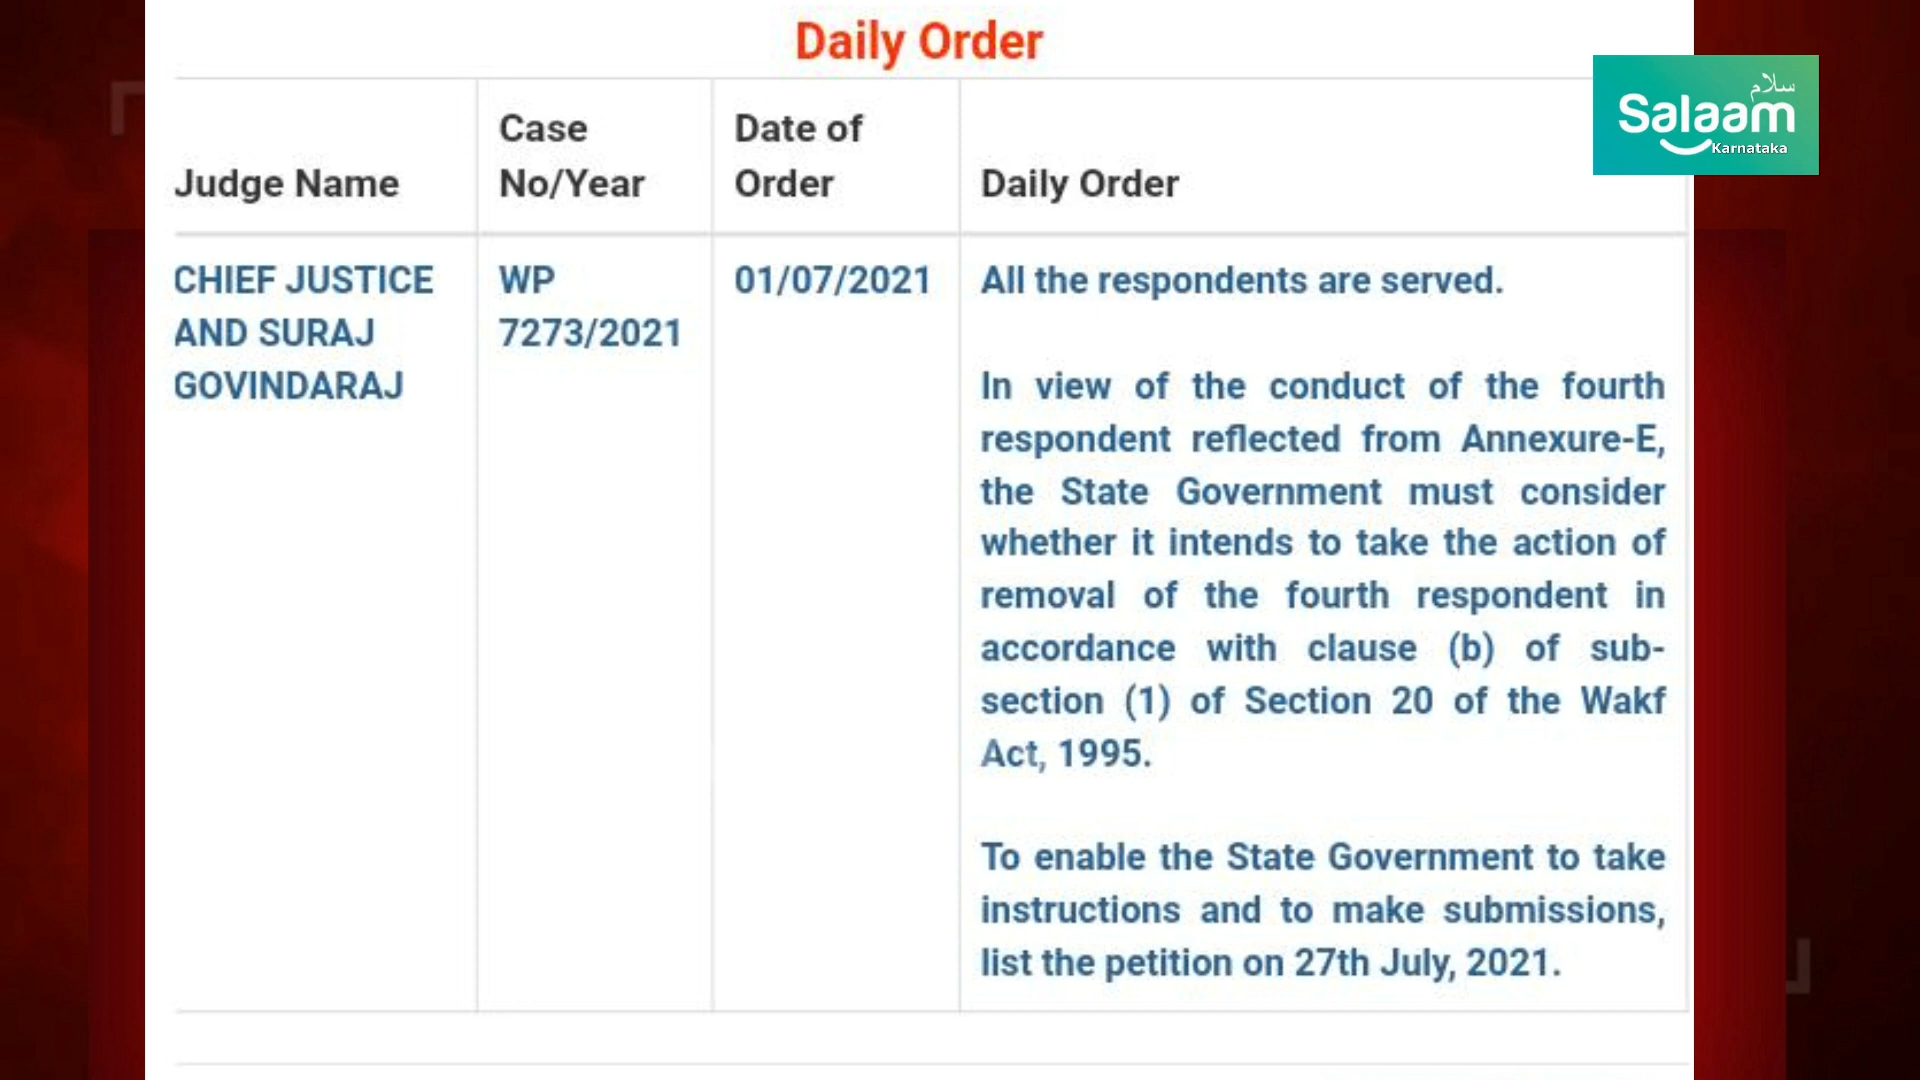 Daily Order
سلام
Salaam
Karnataka
Judge Name
Case
No/Year
Date of
Order
Daily Order
CHIEF JUSTICE
AND SURAJ
GOVINDARAJ
WP
7273/2021
01/07/2021
All the respondents are served.
In view of the conduct of the fourth
respondent reflected from Annexure-E,
the State Government must consider
whether it intends to take the action of
removal of the fourth respondent in
accordance with clause (b) of sub-
section (1) of Section 20 of the Wakf
Act, 1995.
To enable the State Government to take
instructions and to make submissions,
list the petition on 27th July, 2021.